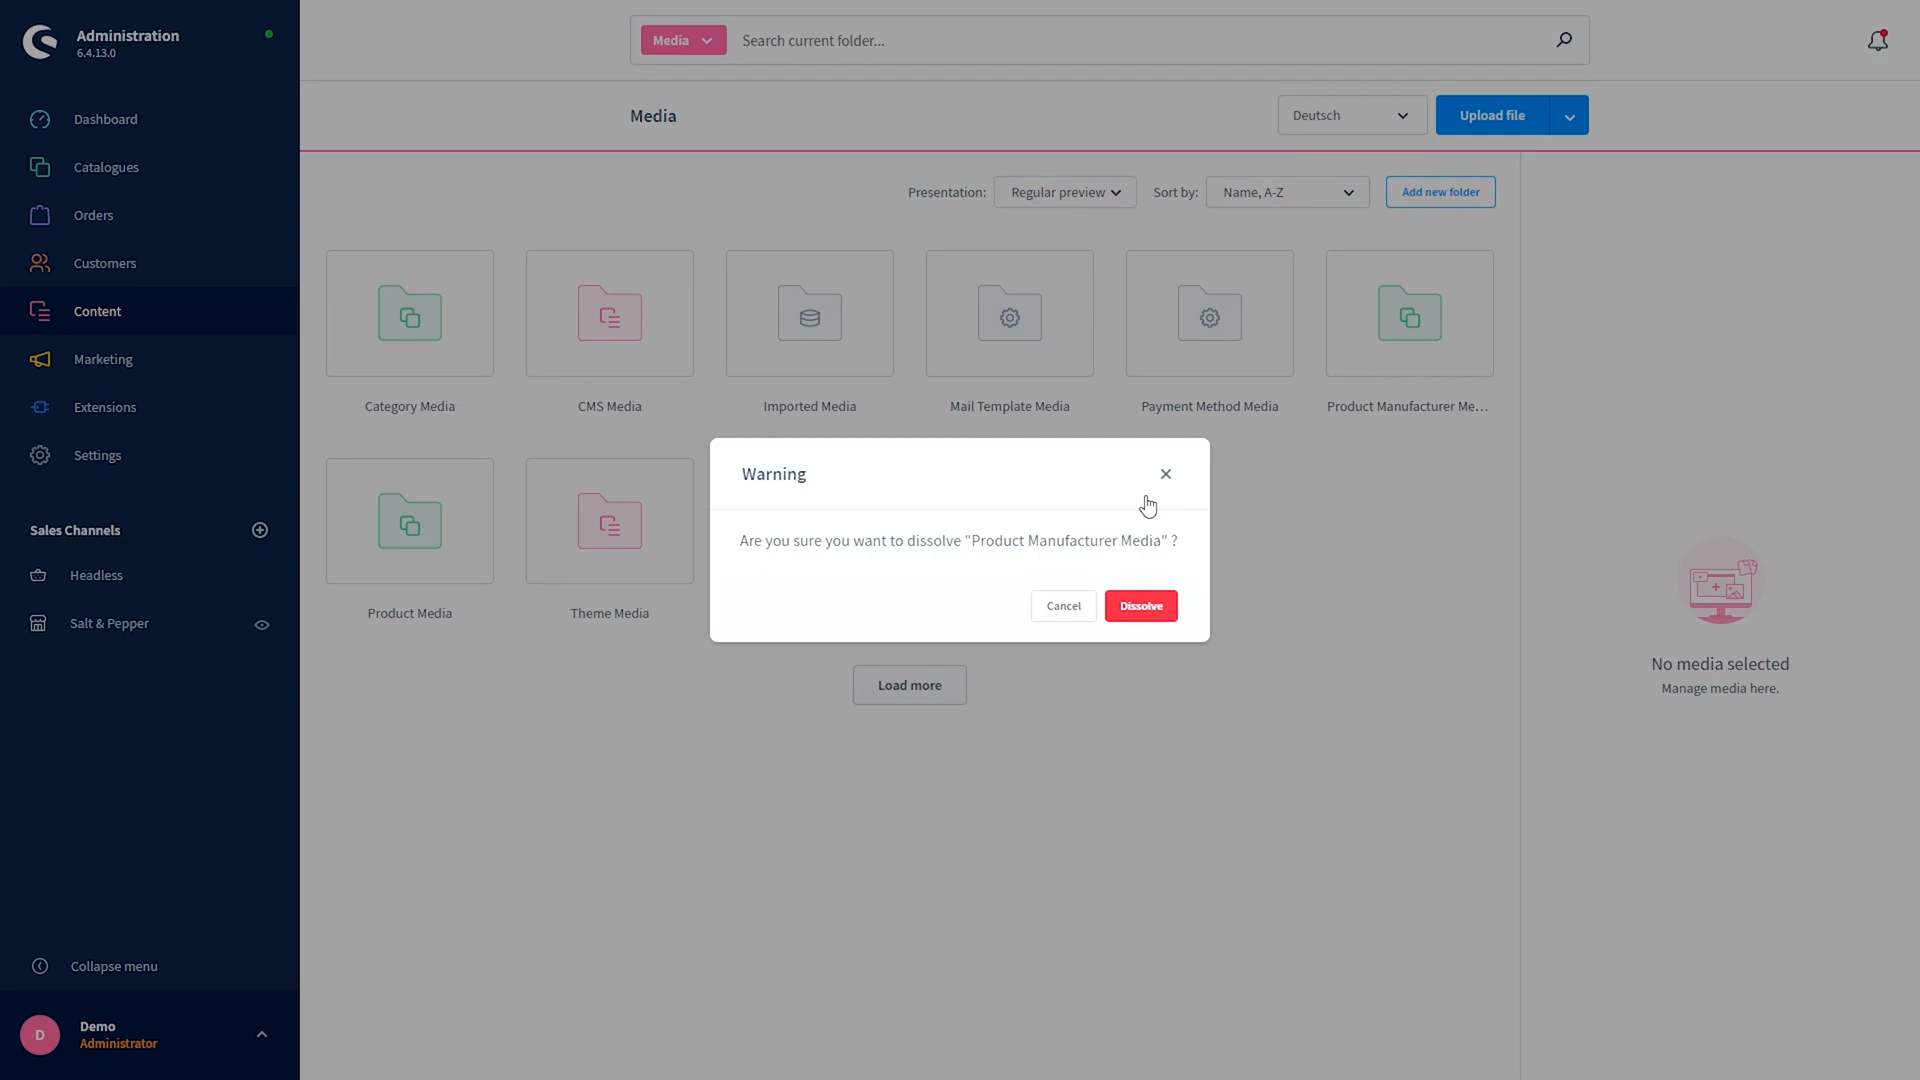 Administration
6.4.13.0
Dashboard
Catalogues
Orders
Customers
Content
Marketing
Extensions
Settings
Sales Channels
Headless
Salt & Pepper
Collapse menu
D
Demo
Administrator
Media
Search current folder...
Media
Deutsch
Upload file
Presentation:
Regular preview
Sort by:
Name, A-Z
Add new folder
Category Media
CMS Media
Imported Media
Mail Template Media
Payment Method Media
Product Manufacturer Me...
Product Media
Theme Media
Warning
Are you sure you want to dissolve "Product Manufacturer Media" ?
Cancel
Dissolve
Load more
No media selected
Manage media here.